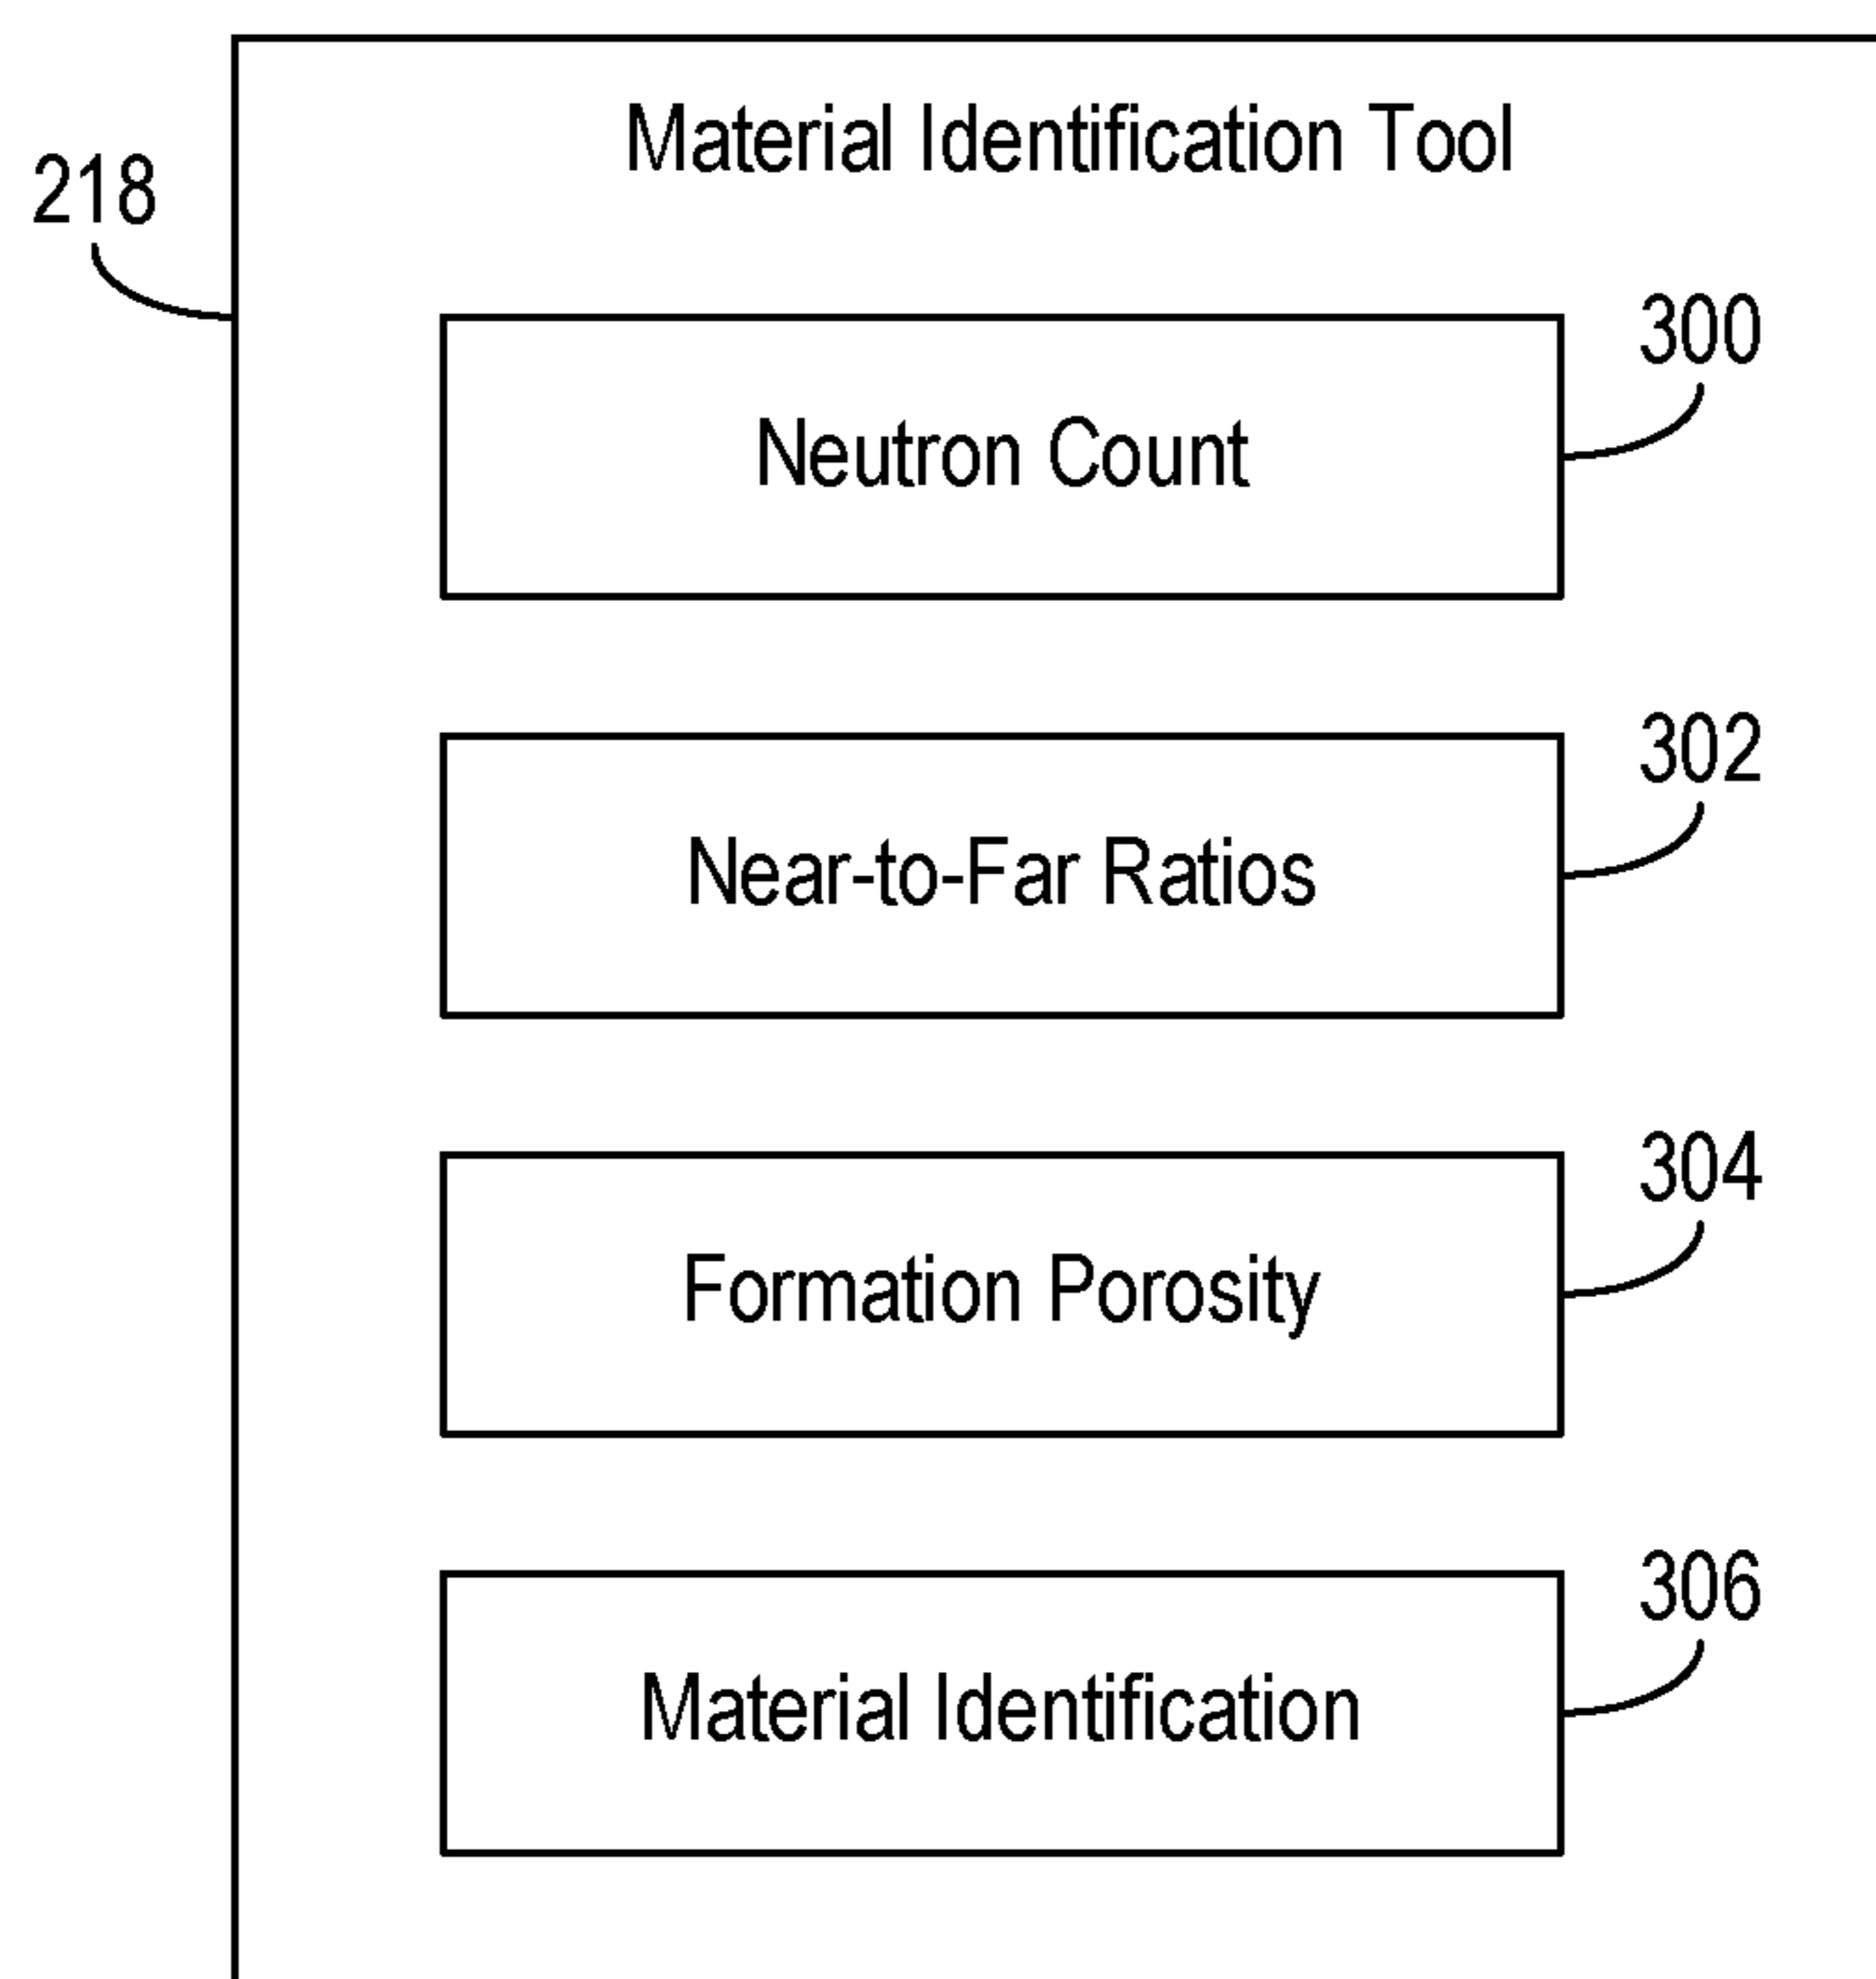 Material Identification Tool
218
300
Neutron Count
302
Near-to-Far Ratios
304
Formation Porosity
306
Material Identification